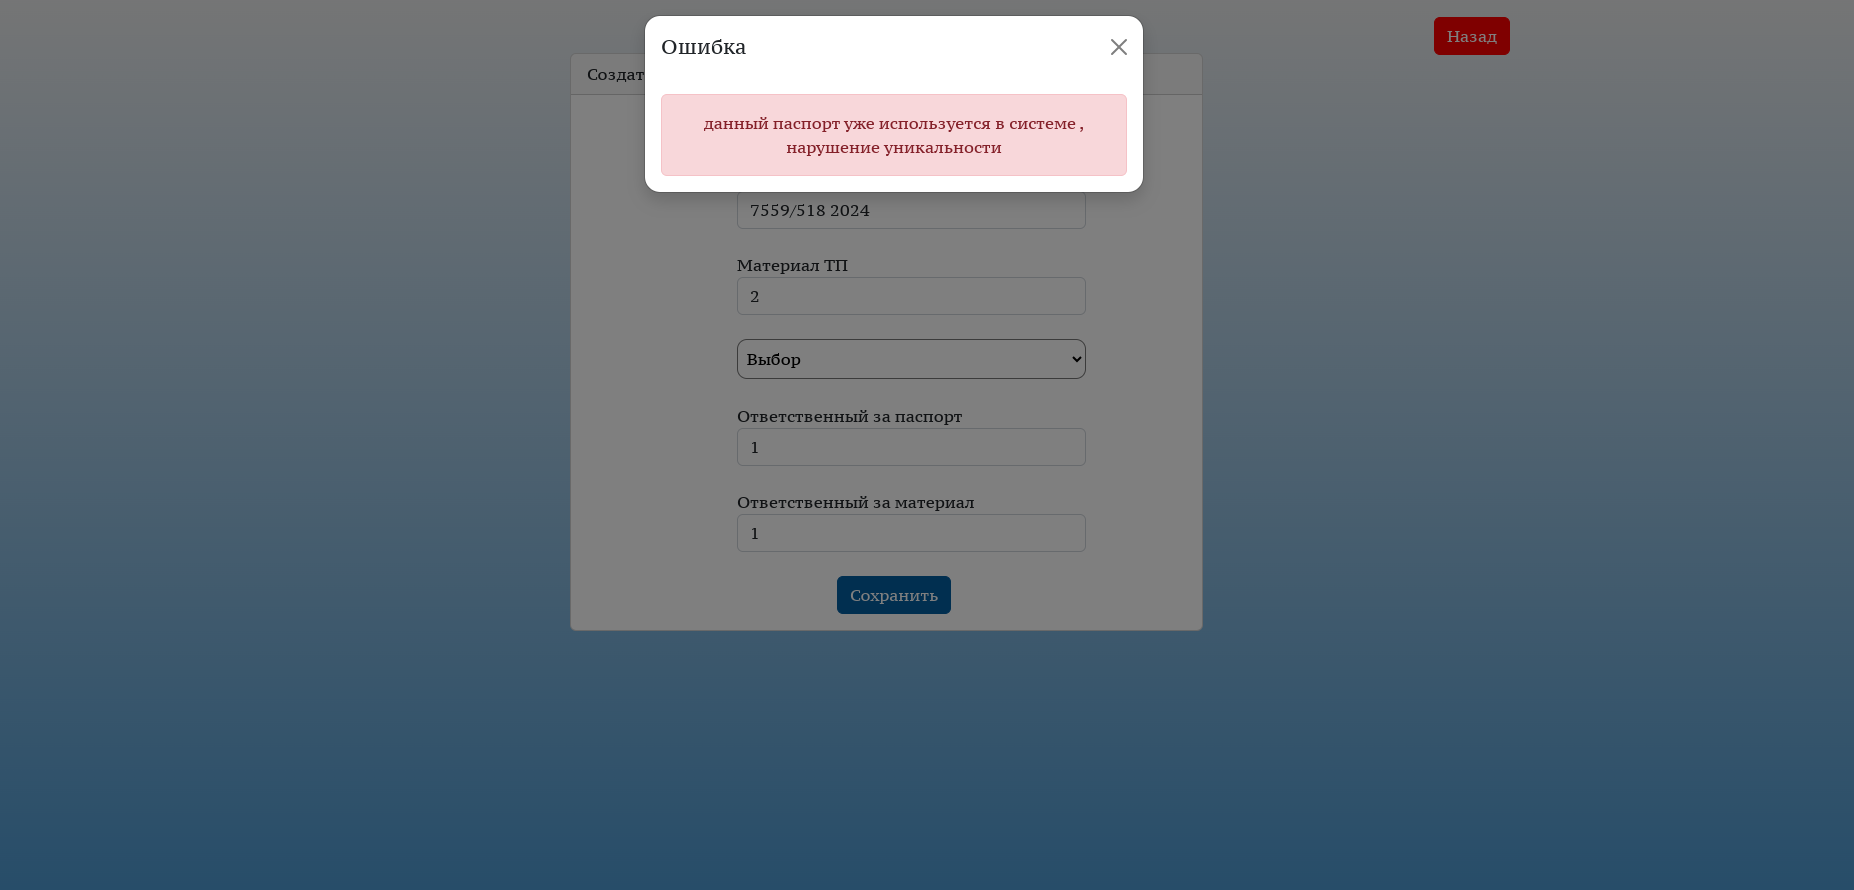 Назад
Ошибка
Создат
данный паспорт уже используется в системе ,
нарушение уникальности
7559/518 2024
Материал ТП
2
Выбор
Ответственный за паспорт
1
Ответственный за материал
1
Сохранить